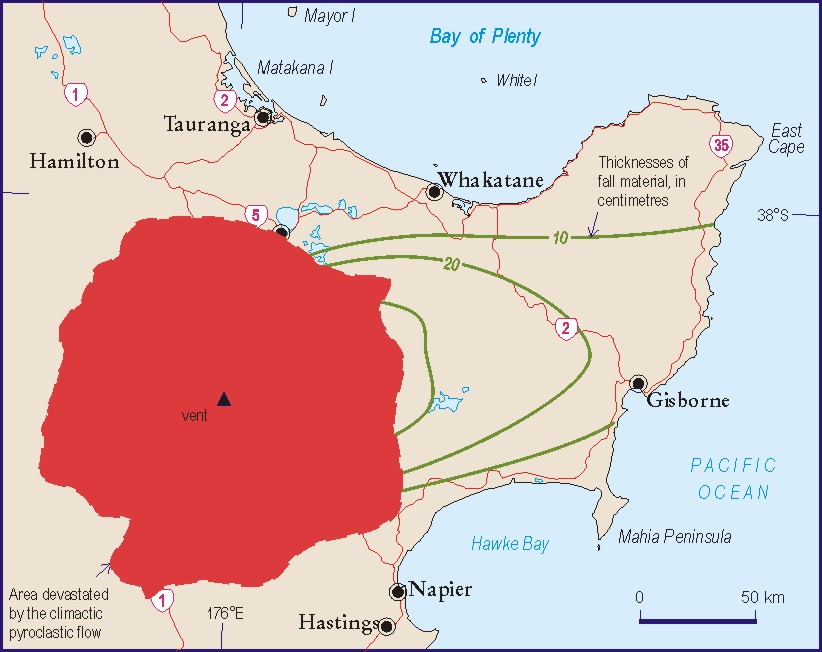 Mayor I
Bay of Plenty
Matakana I
White I
1
2
Tauranga
Hamilton
35
East
Cape
Thicknesses of
fall material, in
centimetres
Whakatane
5
38°S
10
20
2
vent
Gisborne
PACIFIC
OCEAN
Hawke Bay
Mahia Peninsula
Area devastated
by the climactic
pyroclastic flow
1
176°E
Napier
Hastings
0 50 km